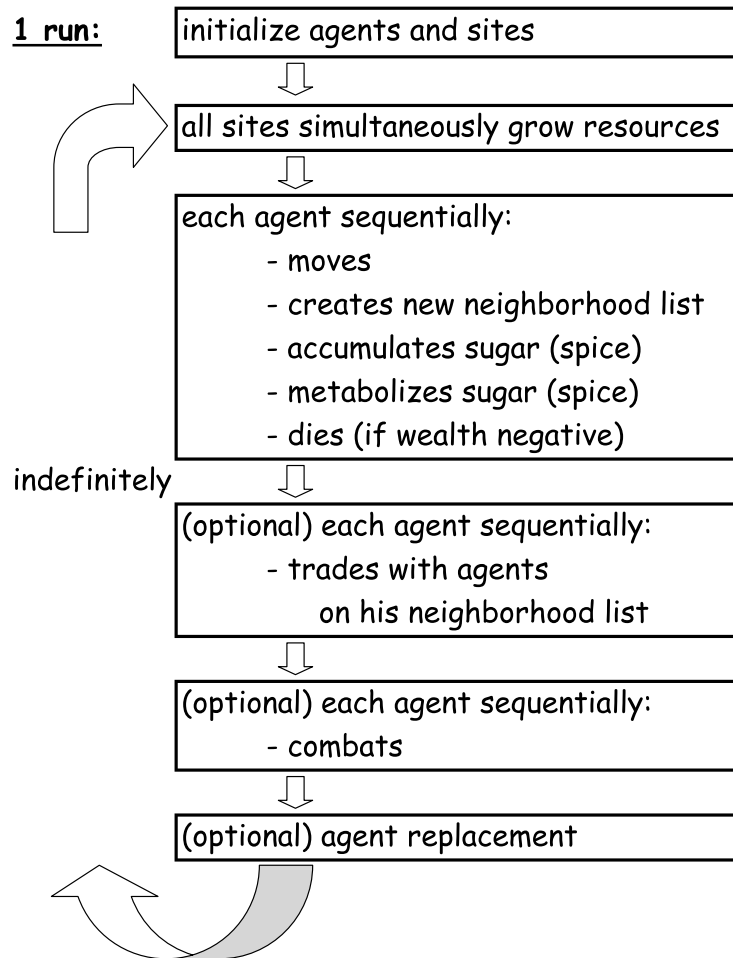 1 run:
initialize agents and sites
all sites simultaneously grow resources
each agent sequentially:
- moves
- creates new neighborhood list
- accumulates sugar (spice)
- metabolizes sugar (spice)
- dies (if wealth negative)
indefinitely
(optional) each agent sequentially:
- trades with agents
on his neighborhood list
(optional) each agent sequentially:
- combats
(optional) agent replacement